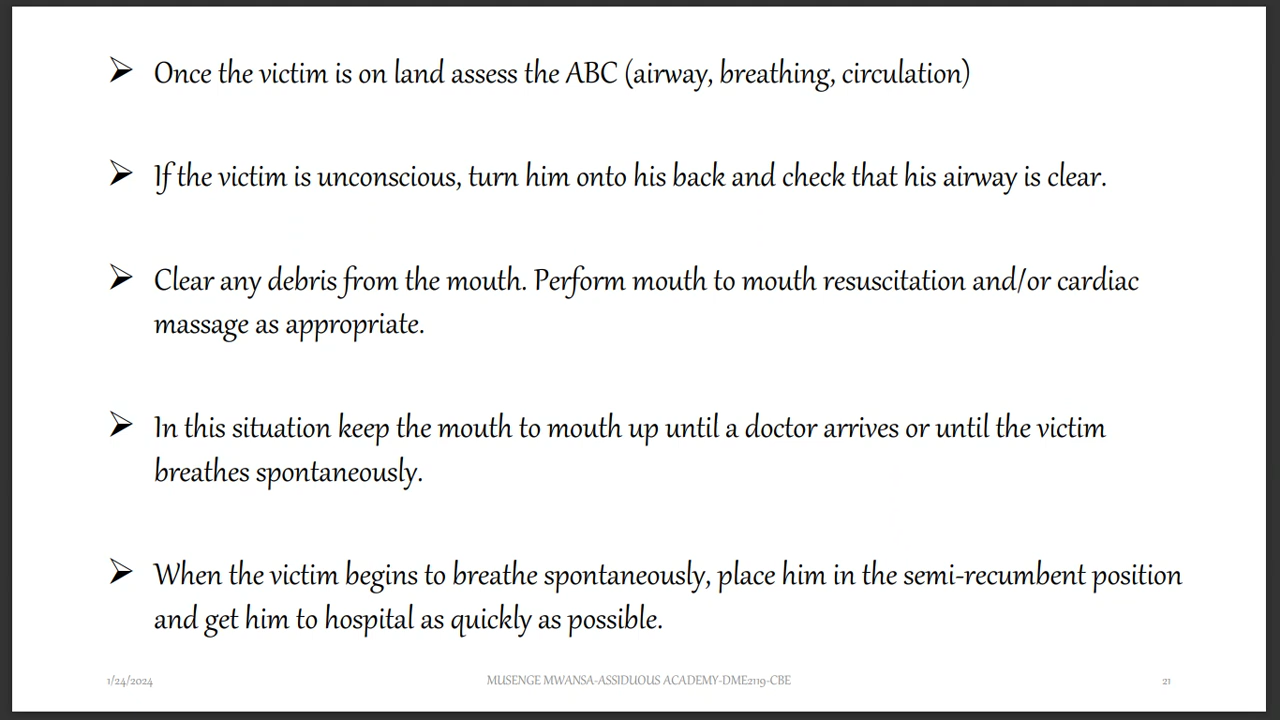 Once the victim is on land assess the ABC (airway, breathing, circulation)
If the victim is unconscious, turn him onto his back and check that his airway is clear.
Clear any debris from the mouth. Perform mouth to mouth resuscitation and/or cardiac
massage as appropriate.
In this situation keep the mouth to mouth up until a doctor arrives or until the victim
breathes spontaneously.
When the victim begins to breathe spontaneously, place him in the semi-recumbent position
and get him to hospital as quickly as possible.
1/24/2024 MUSENGE MWANSA-ASSIDUOUS ACADEMY-DME2119-CBE 21